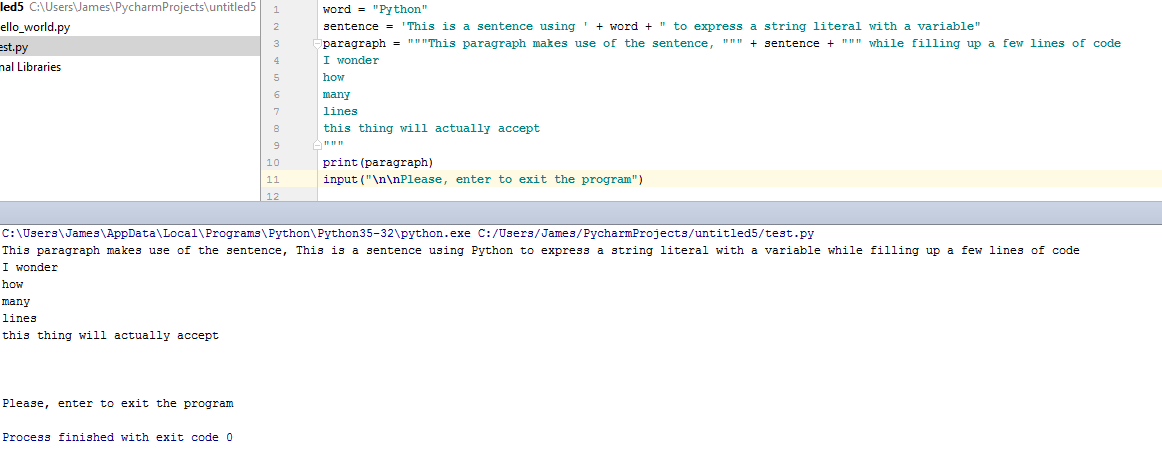 led5 C:\Users\James\PycharmProjects\untitled5
ello_world.py
est.py
nal Libraries
1 word = "Python"
2 sentence = 'This is a sentence using ' + word + " to express a string literal with a variable"
3 paragraph = """This paragraph makes use of the sentence, """ + sentence + """ while filling up a few lines of code
4 I wonder
5 how
6 many
7 lines
8 this thing will actually accept
9 """
10 print(paragraph)
11 input("\n\nPlease, enter to exit the program")
12
C:\Users\James\AppData\Local\Programs\Python\Python35-32\python.exe C:/Users/James/PycharmProjects/untitled5/test.py
This paragraph makes use of the sentence, This is a sentence using Python to express a string literal with a variable while filling up a few lines of code
I wonder
how
many
lines
this thing will actually accept
Please, enter to exit the program
Process finished with exit code 0